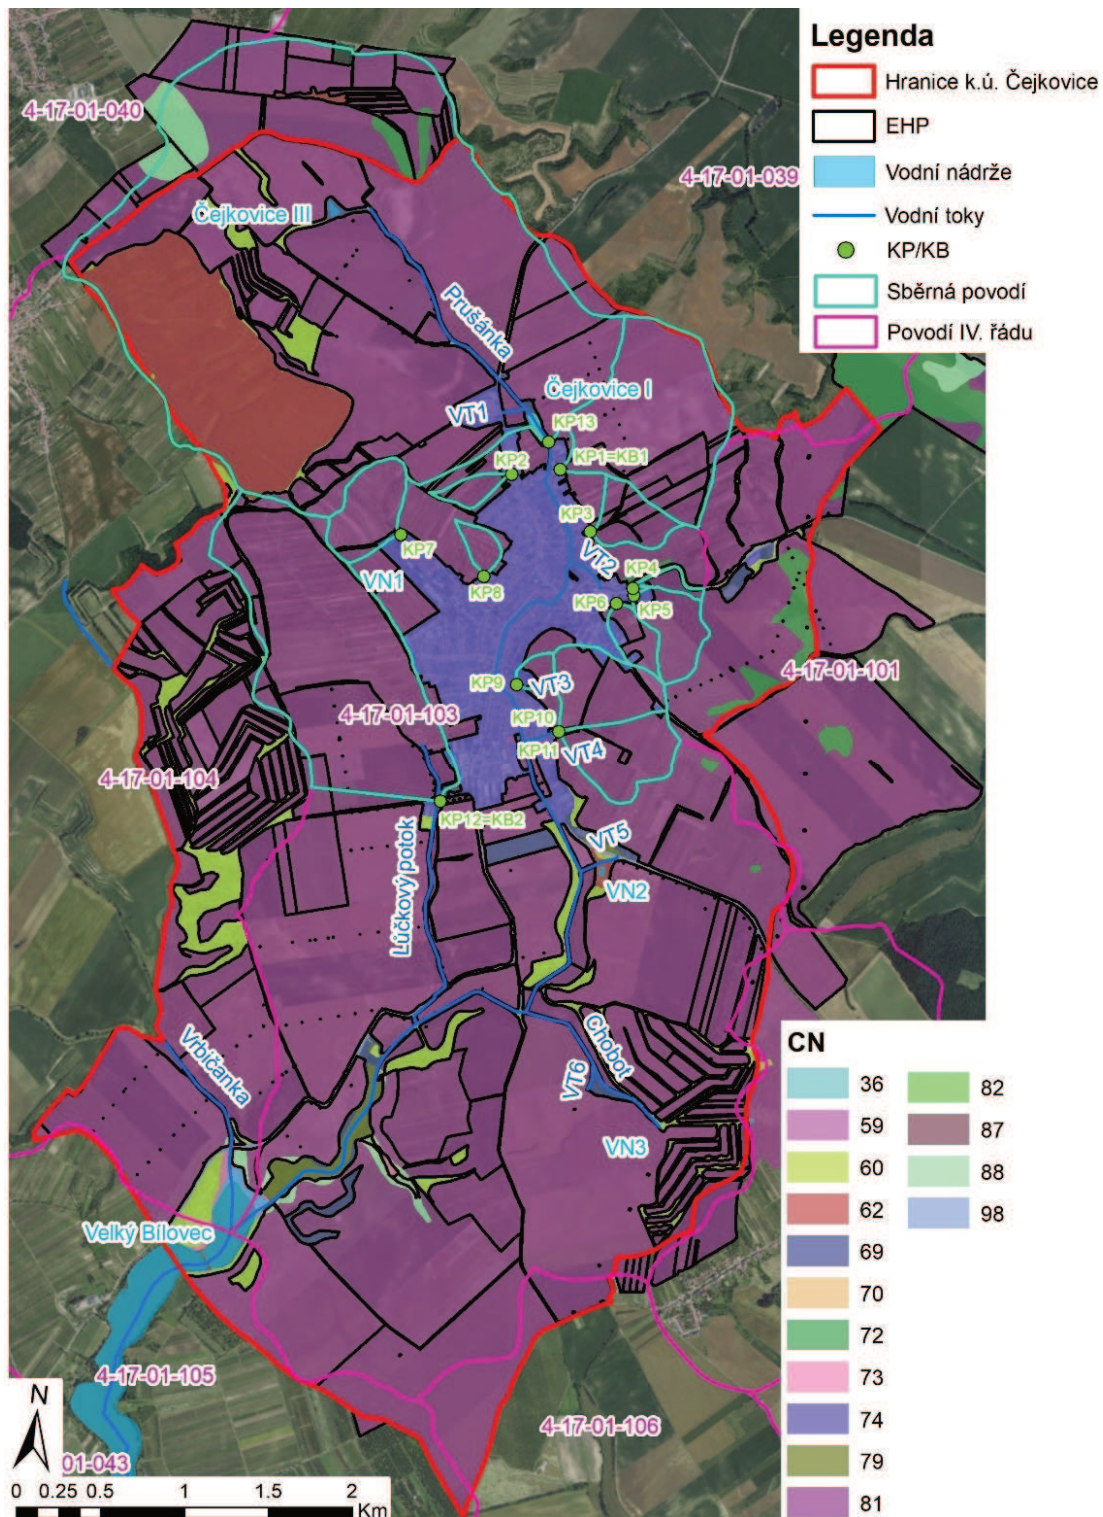 Legenda
Hranice k.ú. Čejkovice
EHP
Vodní nádrže
Vodní toky
KP/KB
Sběrná povodí
Povodí IV. řádu
4-17-01-040
4-17-01-039
Čejkovice III
Prušánka
Čejkovice I
VT1
KP13
KP2
KP1=KB1
KP3
KP7
VT2
VN1
KP8
KP4
KP6
KP5
4-17-01-101
KP9
VT3
4-17-01-103
KP10
KP11
VT4
4-17-01-104
KP12=KB2
VT5
VN2
Lůčkový potok
Vrbičanka
Chobot
VT6
VN3
Velký Bílovec
4-17-01-105
4-17-01-106
01-043
N
0 0.25 0.5 1 1.5 2
Km
CN
36
59
60
62
69
70
72
73
74
79
81
82
87
88
98